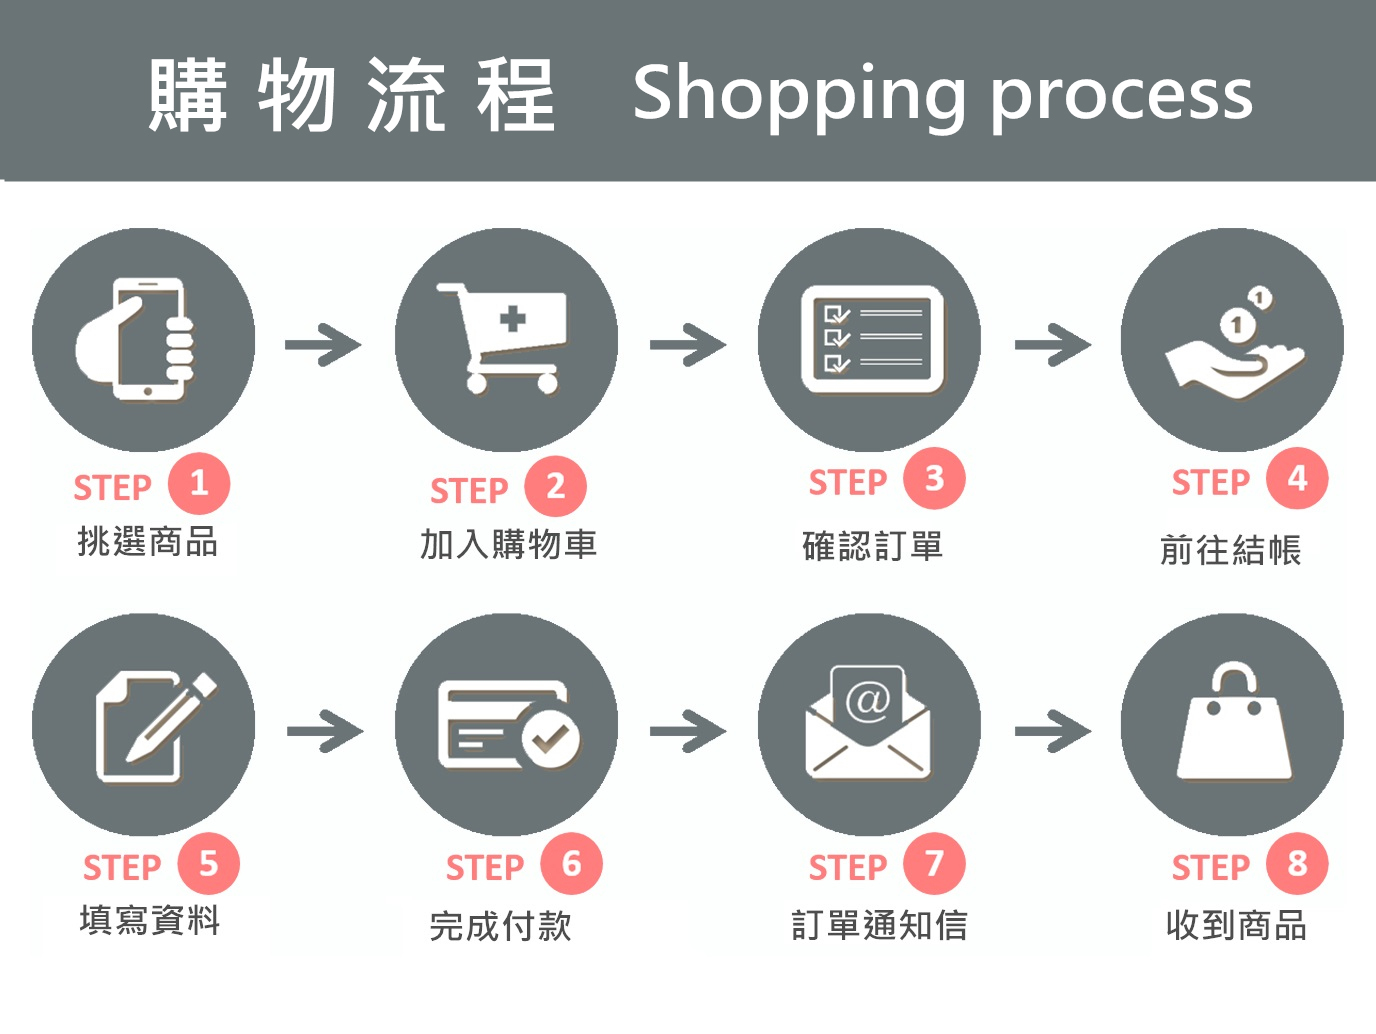 購物流程 Shopping process
STEP 1
挑選商品
STEP 2
加入購物車
STEP 3
確認訂單
1
1
STEP 4
前往結帳
STEP 5
填寫資料
STEP 6
完成付款
@
STEP 7
訂單通知信
STEP 8
收到商品